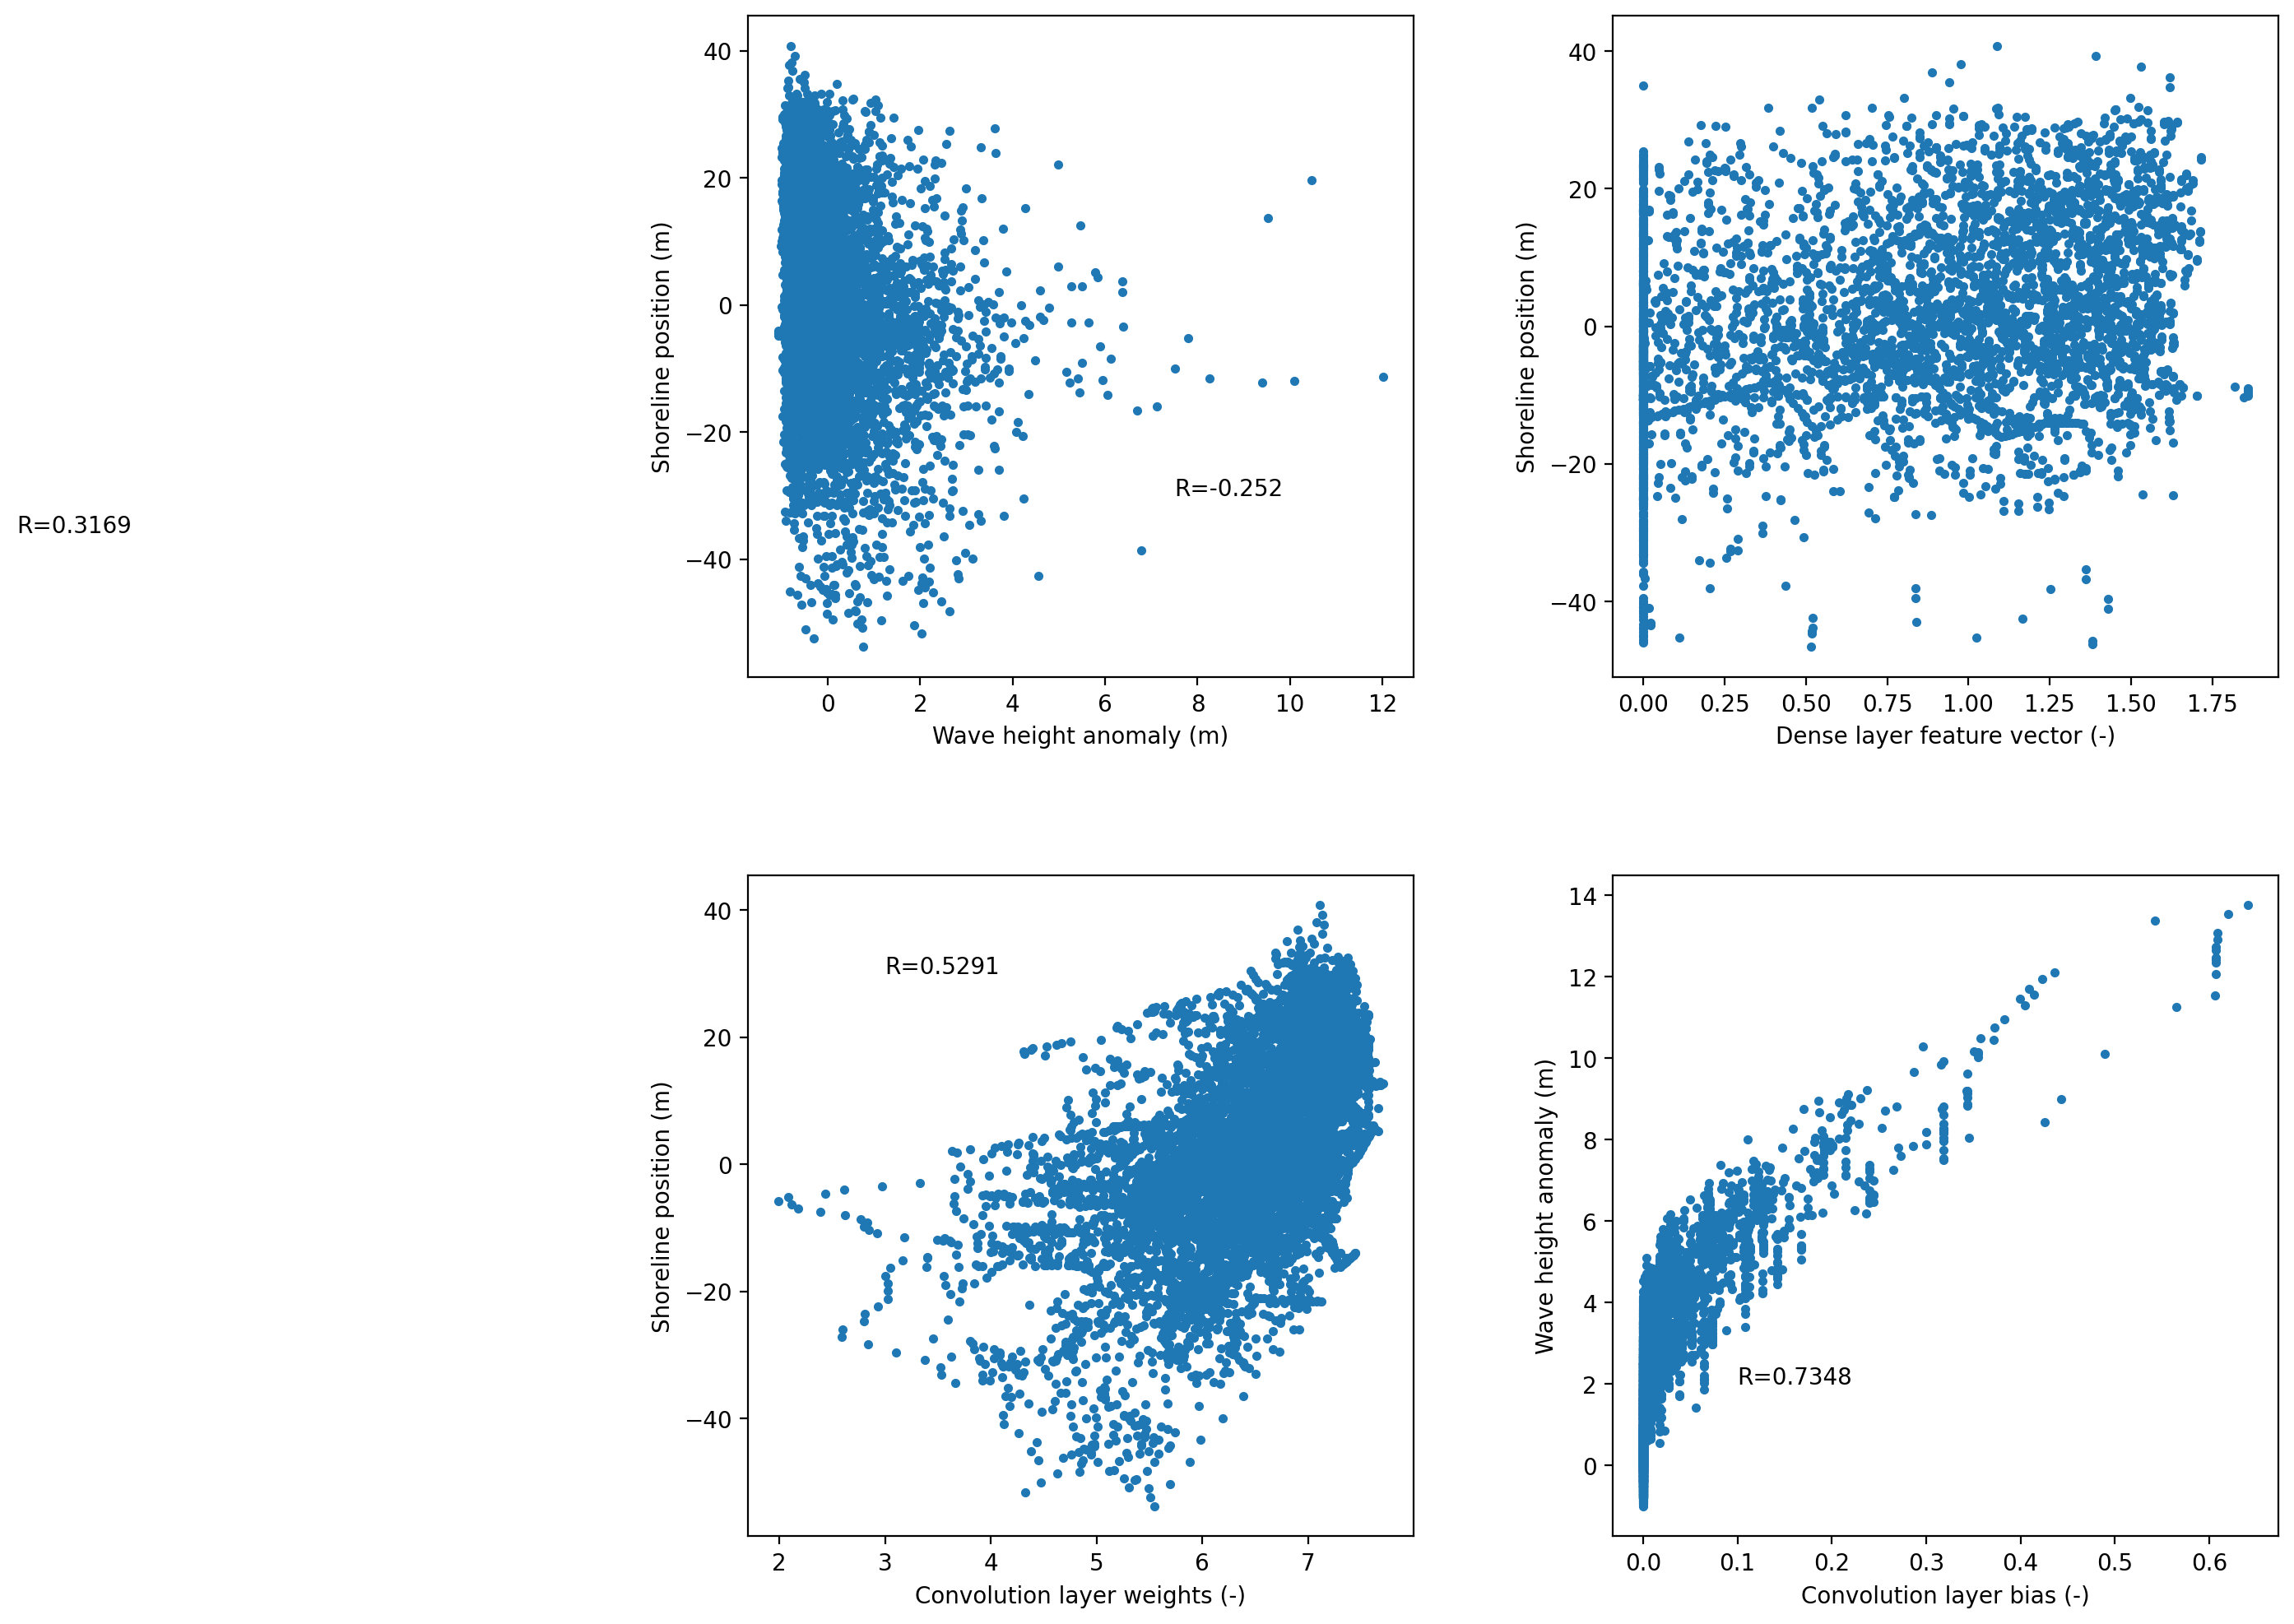 40
20
0
−20
−40
Shoreline position (m)
R=-0.252
0 2 4 6 8 10 12
Wave height anomaly (m)
40
20
0
−20
−40
Shoreline position (m)
0.00 0.25 0.50 0.75 1.00 1.25 1.50 1.75
Dense layer feature vector (-)
R=0.3169
40
20
0
−20
−40
Shoreline position (m)
R=0.5291
2 3 4 5 6 7
Convolution layer weights (-)
14
12
10
8
6
4
2
0
Wave height anomaly (m)
R=0.7348
0.0 0.1 0.2 0.3 0.4 0.5 0.6
Convolution layer bias (-)